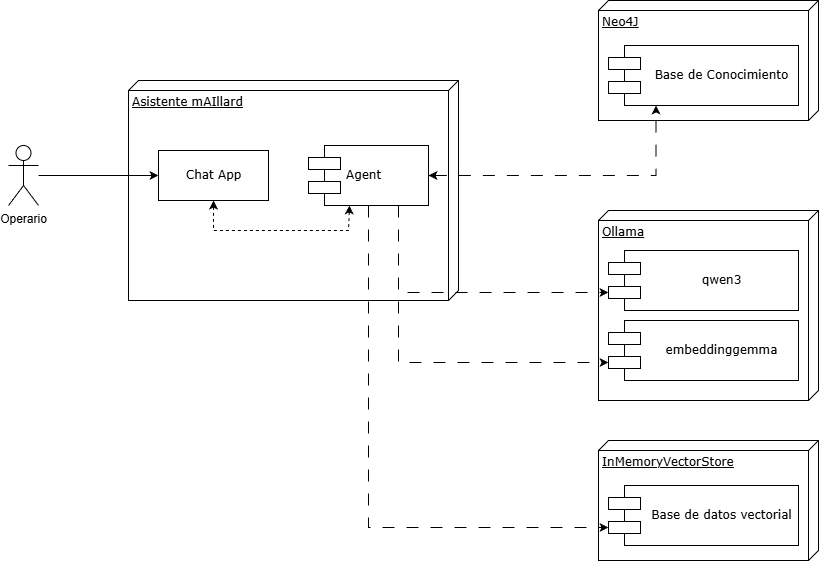 Neo4J
Base de Conocimiento
Asistente mAIllard
Chat App
Agent
Operario
Ollama
qwen3
embeddinggemma
InMemoryVectorStore
Base de datos vectorial